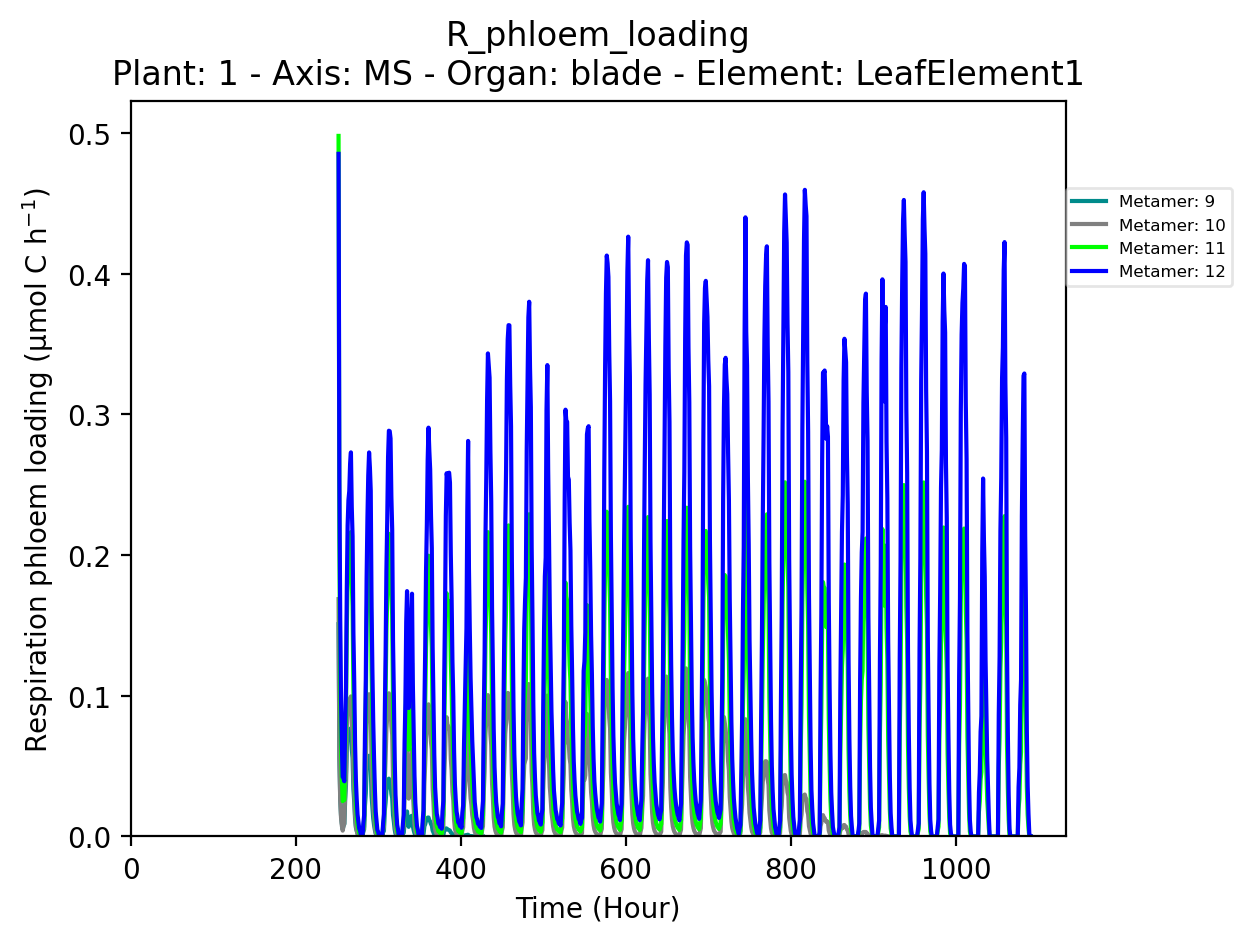 R_phloem_loading
Plant: 1 - Axis: MS - Organ: blade - Element: LeafElement1
Respiration phloem loading (µmol C h⁻¹)
0.5
0.4
0.3
0.2
0.1
0.0
0 200 400 600 800 1000
Time (Hour)
Metamer: 9
Metamer: 10
Metamer: 11
Metamer: 12